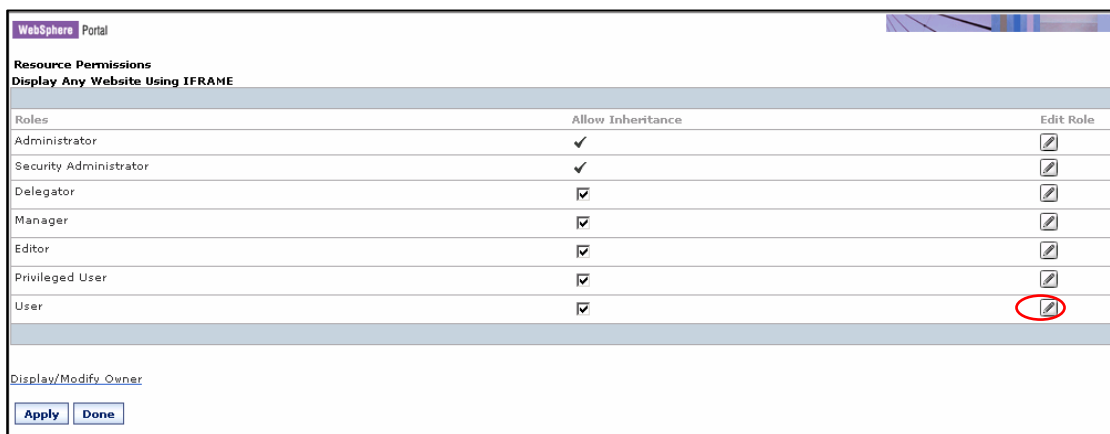 WebSphere Portal
Resource Permissions
Display Any Website Using IFRAME
Roles Allow Inheritance Edit Role
Administrator
Security Administrator
Delegator
Manager
Editor
Privileged User
User
Display/Modify Owner
Apply Done